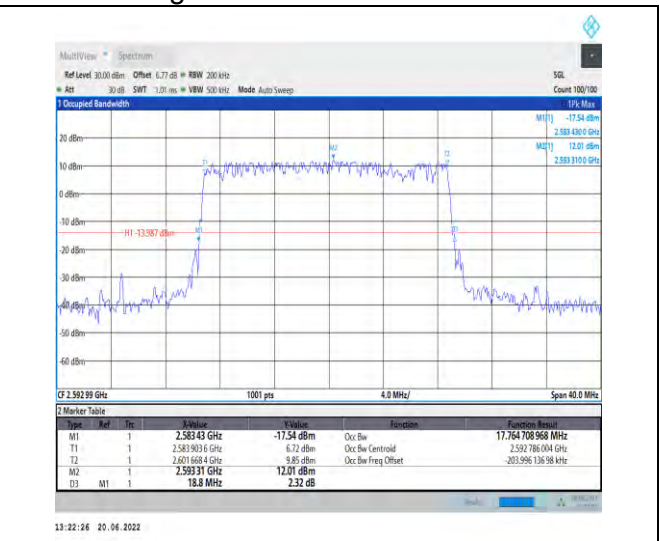 MultiView Spectrum
Ref Level 30.00 dBm Offset 6.77 dB RBW 200 kHz SGL
Att 30 dB SWT 1.01 ms VBW 500 kHz Mode Auto Sweep Count 100/100
1 Occupied Bandwidth 1Pk Max
M1[1] -17.54 dBm
2.583 4300 GHz
M2[1] 12.01 dBm
2.593 3100 GHz
20 dBm
M2
T1 T2
10 dBm
0 dBm
-10 dBm
H1 -13.987 dBm M1 D3
-20 dBm
-30 dBm
-40 dBm
-50 dBm
-60 dBm
CF 2.592 99 GHz 1001 pts 4.0 MHz/ Span 40.0 MHz
2 Marker Table
Type Ref Trc X-Value Y-Value Function Function Result
M1 1 2.583 43 GHz -17.54 dBm Occ Bw 17.764 708 968 MHz
T1 1 2.583 903 6 GHz 6.72 dBm Occ Bw Centroid 2.592 786 004 GHz
T2 1 2.601 668 4 GHz 9.85 dBm Occ Bw Freq Offset -203.996 136 98 kHz
M2 1 2.593 31 GHz 12.01 dBm
D3 M1 1 18.8 MHz 2.32 dB
13:22:26 20.06.2022